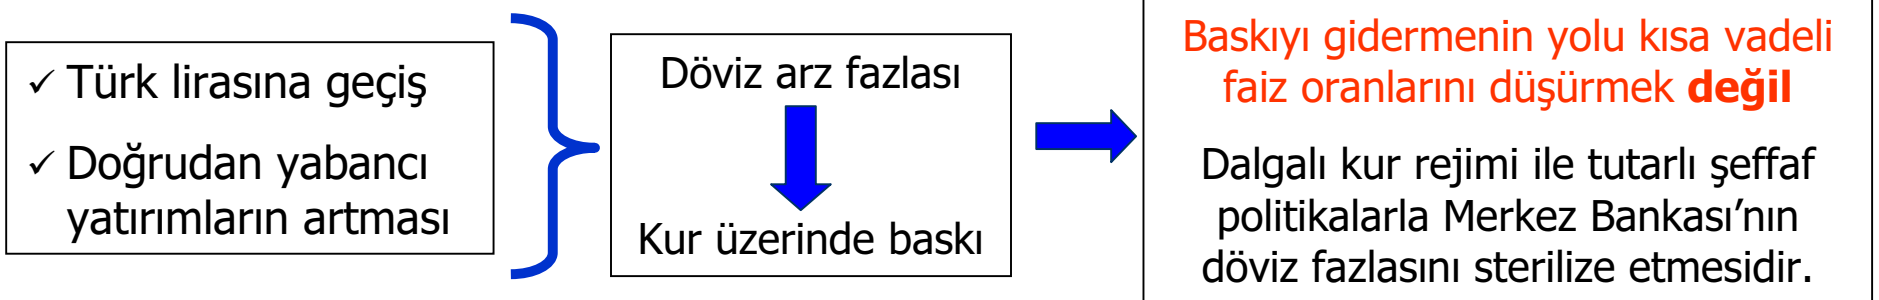 ✓ Türk lirasına geçiş
✓ Doğrudan yabancı
yatırımların artması
Döviz arz fazlası
Kur üzerinde baskı
Baskıyı gidermenin yolu kısa vadeli
faiz oranlarını düşürmek değil
Dalgalı kur rejimi ile tutarlı şeffaf
politikalarla Merkez Bankası’nın
döviz fazlasını sterilize etmesidir.